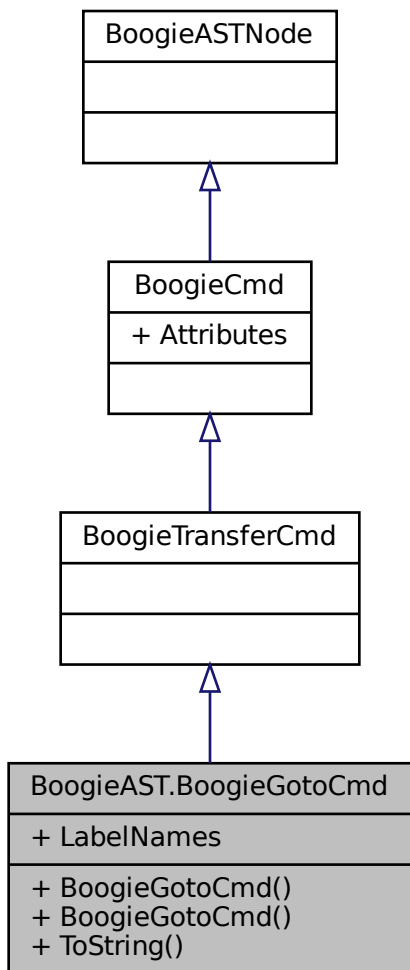 BoogieASTNode
BoogieCmd
+ Attributes
BoogieTransferCmd
BoogieAST.BoogieGotoCmd
+ LabelNames
+ BoogieGotoCmd()
+ BoogieGotoCmd()
+ ToString()